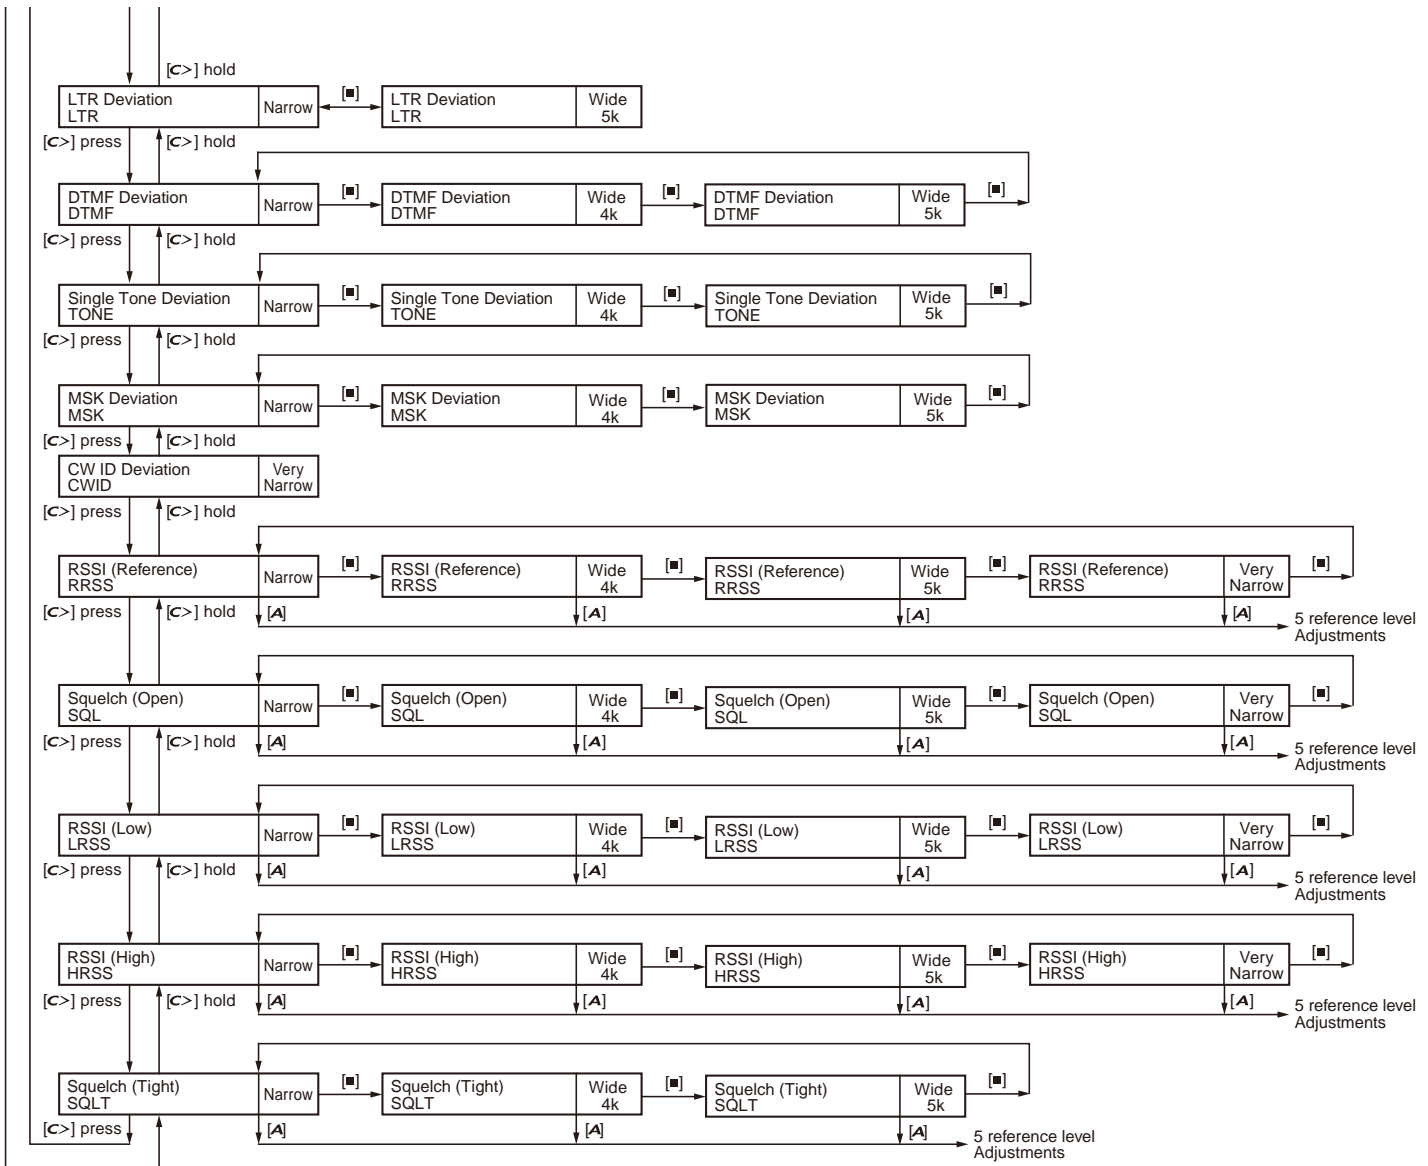 [C>] hold
LTR Deviation
LTR
Narrow
[■]
LTR Deviation
LTR
Wide
5k
[C>] press
[C>] hold
DTMF Deviation
DTMF
Narrow
[■]
DTMF Deviation
DTMF
Wide
4k
[■]
DTMF Deviation
DTMF
Wide
5k
[■]
[C>] press
[C>] hold
Single Tone Deviation
TONE
Narrow
[■]
Single Tone Deviation
TONE
Wide
4k
[■]
Single Tone Deviation
TONE
Wide
5k
[■]
[C>] press
[C>] hold
MSK Deviation
MSK
Narrow
[■]
MSK Deviation
MSK
Wide
4k
[■]
MSK Deviation
MSK
Wide
5k
[■]
[C>] press
[C>] hold
CW ID Deviation
CWID
Very
Narrow
[C>] press
[C>] hold
RSSI (Reference)
RRSS
Narrow
[■]
RSSI (Reference)
RRSS
Wide
4k
[■]
RSSI (Reference)
RRSS
Wide
5k
[■]
RSSI (Reference)
RRSS
Very
Narrow
[■]
[C>] press
[C>] hold
[A]
[A]
[A]
[A]
5 reference level
Adjustments
Squelch (Open)
SQL
Narrow
[■]
Squelch (Open)
SQL
Wide
4k
[■]
Squelch (Open)
SQL
Wide
5k
[■]
Squelch (Open)
SQL
Very
Narrow
[■]
[C>] press
[C>] hold
[A]
[A]
[A]
[A]
5 reference level
Adjustments
RSSI (Low)
LRSS
Narrow
[■]
RSSI (Low)
LRSS
Wide
4k
[■]
RSSI (Low)
LRSS
Wide
5k
[■]
RSSI (Low)
LRSS
Very
Narrow
[■]
[C>] press
[C>] hold
[A]
[A]
[A]
[A]
5 reference level
Adjustments
RSSI (High)
HRSS
Narrow
[■]
RSSI (High)
HRSS
Wide
4k
[■]
RSSI (High)
HRSS
Wide
5k
[■]
RSSI (High)
HRSS
Very
Narrow
[■]
[C>] press
[C>] hold
[A]
[A]
[A]
[A]
5 reference level
Adjustments
Squelch (Tight)
SQLT
Narrow
[■]
Squelch (Tight)
SQLT
Wide
4k
[■]
Squelch (Tight)
SQLT
Wide
5k
[■]
[C>] press
[A]
[A]
[A]
5 reference level
Adjustments